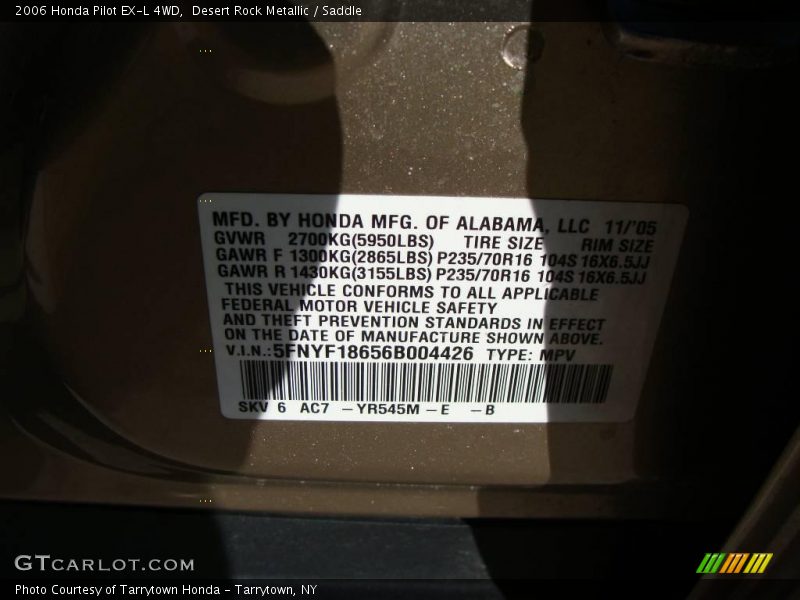 2006 Honda Pilot EX-L 4WD,  Desert Rock Metallic / Saddle
MFD. BY HONDA MFG. OF ALABAMA, LLC 11/'05
GVWR 2700KG(5950LBS) TIRE SIZE RIM SIZE
GAWR F 1300KG(2865LBS) P235/70R16 104S 16X6.5JJ
GAWR R 1430KG(3155LBS) P235/70R16 104S 16X6.5JJ
THIS VEHICLE CONFORMS TO ALL APPLICABLE
FEDERAL MOTOR VEHICLE SAFETY
AND THEFT PREVENTION STANDARDS IN EFFECT
ON THE DATE OF MANUFACTURE SHOWN ABOVE.
V.I.N.:5FNYF18656B004426 TYPE: MPV
SKV 6 AC7 -YR545M-E -B
GTCARLOT.COM
Photo Courtesy of Tarrytown Honda - Tarrytown, NY